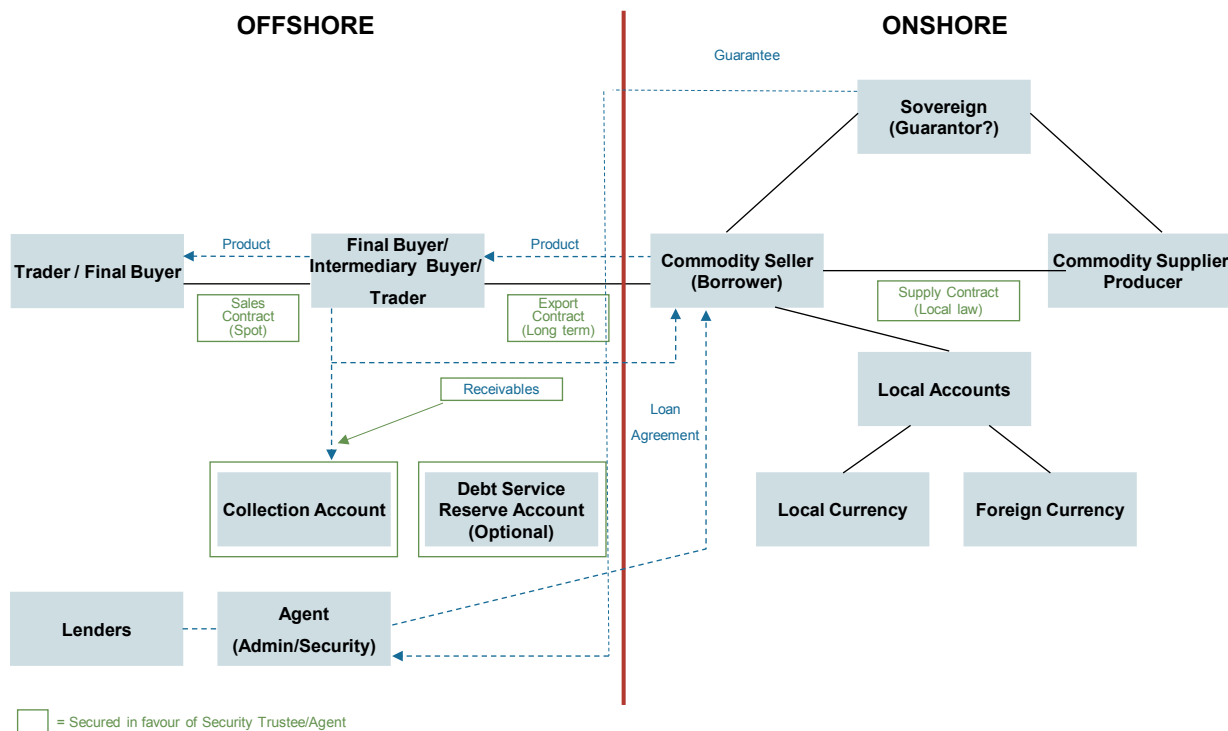 OFFSHORE
ONSHORE
Guarantee
Sovereign
(Guarantor?)
Trader / Final Buyer
Product
Final Buyer/
Intermediary Buyer/
Trader
Product
Commodity Seller
(Borrower)
Commodity Supplier
Producer
Sales
Contract
(Spot)
Export
Contract
(Long term)
Supply Contract
(Local law)
Receivables
Loan
Agreement
Local Accounts
Collection Account
Debt Service
Reserve Account
(Optional)
Local Currency
Foreign Currency
Lenders
Agent
(Admin/Security)
= Secured in favour of Security Trustee/Agent